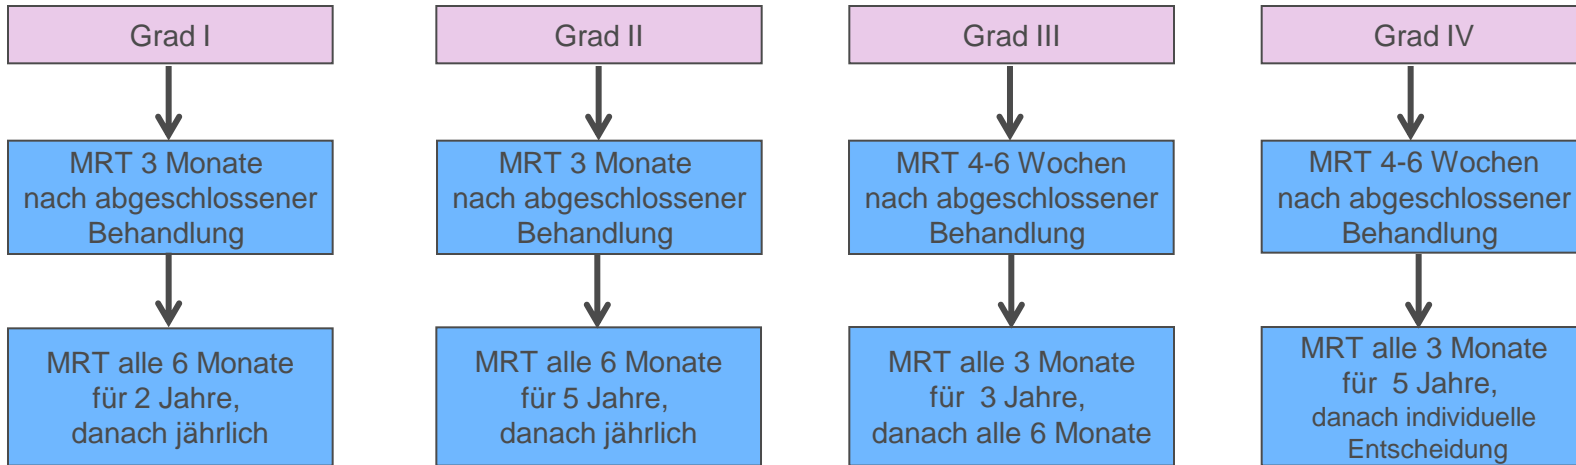 Grad I
MRT 3 Monate
nach abgeschlossener
Behandlung
MRT alle 6 Monate
für 2 Jahre,
danach jährlich
Grad II
MRT 3 Monate
nach abgeschlossener
Behandlung
MRT alle 6 Monate
für 5 Jahre,
danach jährlich
Grad III
MRT 4-6 Wochen
nach abgeschlossener
Behandlung
MRT alle 3 Monate
für 3 Jahre,
danach alle 6 Monate
Grad IV
MRT 4-6 Wochen
nach abgeschlossener
Behandlung
MRT alle 3 Monate
für 5 Jahre,
danach individuelle
Entscheidung